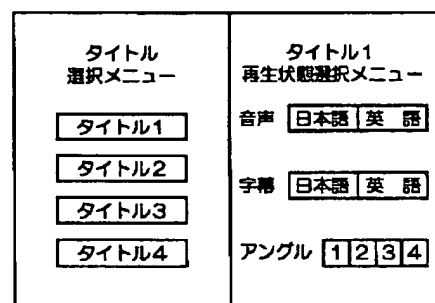 タイトル
選択メニュー
タイトル1
タイトル2
タイトル3
タイトル4
タイトル1
再生状態選択メニュー
音声 日本語 英 語
字幕 日本語 英 語
アングル 1 2 3 4